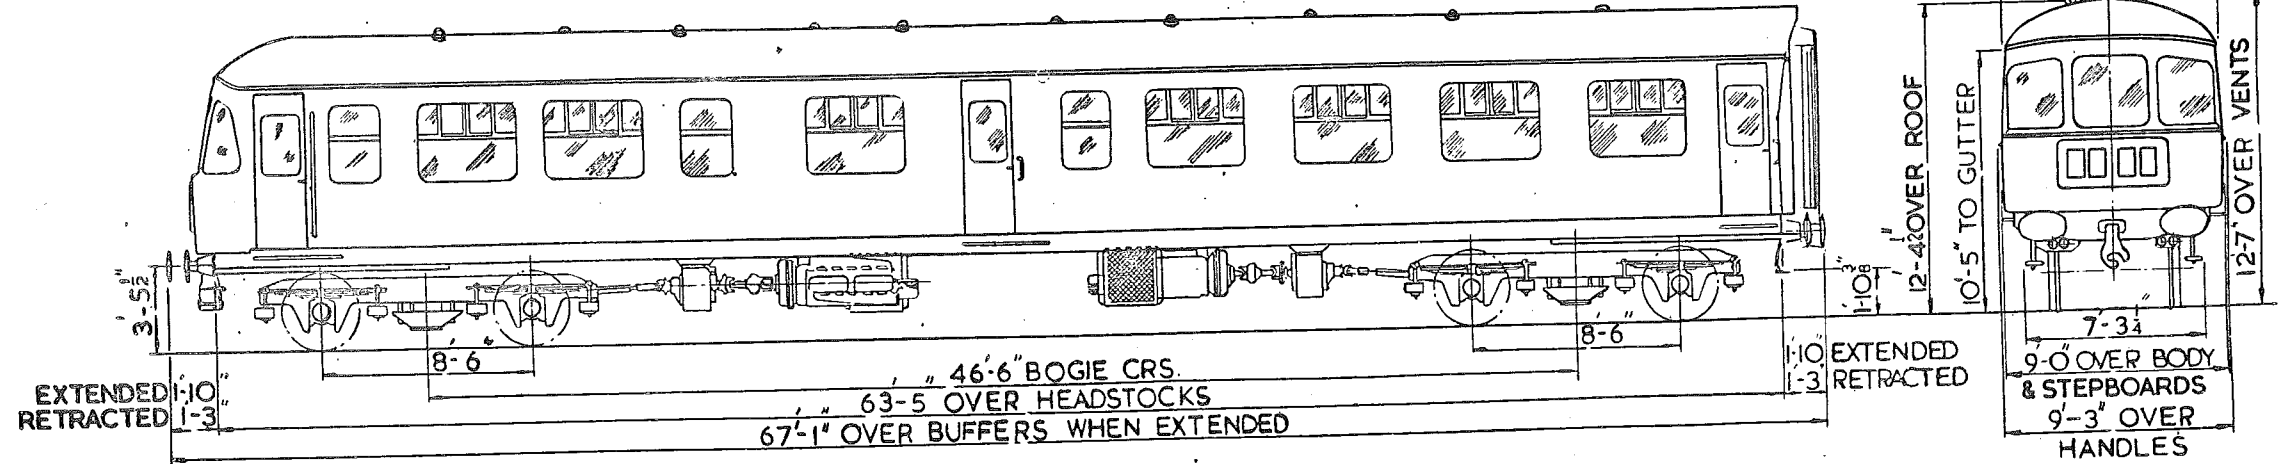 3'-5½"
8'-6"
46'-6" BOGIE CRS.
63'-5" OVER HEADSTOCKS
67'-1" OVER BUFFERS WHEN EXTENDED
EXTENDED 1'-10"
RETRACTED 1'-3"
8'-6"
1'-10" EXTENDED
1'-3" RETRACTED
1'-10⅜"
12'-4½" OVER ROOF
10'-5" TO GUTTER
12'-7" OVER VENTS
7'-3¼"
9'-0" OVER BODY
& STEPBOARDS
9'-3" OVER
HANDLES